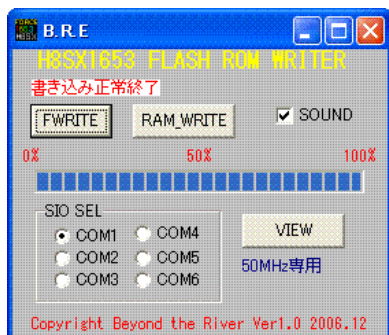 B.R.E
H8SX1653 FLASH ROM WRITER
書き込み正常終了
FWRITE RAM_WRITE SOUND
0% 50% 100%
SIO SEL
COM1 COM4 VIEW
COM2 COM5 50MHz専用
COM3 COM6
Copyright Beyond the River Ver1.0 2006.12